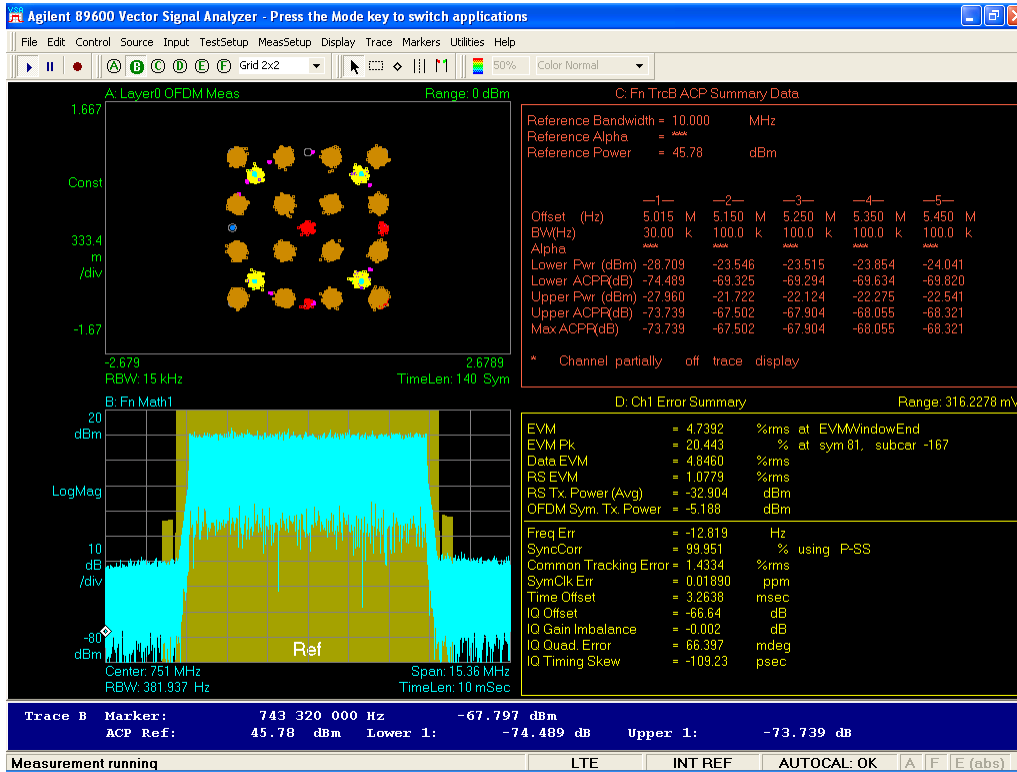 Agilent 89600 Vector Signal Analyzer - Press the Mode key to switch applications
File Edit Control Source Input TestSetup MeasSetup Display Trace Markers Utilities Help
A B C D E F Grid 2x2 50% Color Normal
A: Layer0 OFDM Meas Range: 0 dBm
1.667
Const
333.4
m
/div
-1.67
-2.679 2.6789
RBW: 15 kHz TimeLen: 140 Sym
C: Fn TrcB ACP Summary Data
Reference Bandwidth = 10.000 MHz
Reference Alpha = ***
Reference Power = 45.78 dBm
—1— —2— —3— —4— —5—
Offset (Hz) 5.015 M 5.150 M 5.250 M 5.350 M 5.450 M
BW(Hz) 30.00 k 100.0 k 100.0 k 100.0 k 100.0 k
Alpha *** *** *** *** ***
Lower Pwr (dBm) -28.709 -23.546 -23.515 -23.854 -24.041
Lower ACPR(dB) -74.489 -69.325 -69.294 -69.634 -69.820
Upper Pwr (dBm) -27.960 -21.722 -22.124 -22.275 -22.541
Upper ACPR(dB) -73.739 -67.502 -67.904 -68.055 -68.321
Max ACPR(dB) -73.739 -67.502 -67.904 -68.055 -68.321
* Channel partially off trace display
B: Fn Math1
20
dBm
LogMag
10
dB
/div
-80
dBm
Ref
Center: 751 MHz Span: 15.36 MHz
RBW: 381.937 Hz TimeLen: 10 mSec
D: Ch1 Error Summary Range: 316.2278 mV
EVM = 4.7392 %rms at EVMWindowEnd
EVM Pk = 20.443 % at sym 81, subcar -167
Data EVM = 4.8460 %rms
RS EVM = 1.0779 %rms
RS Tx. Power (Avg) = -32.904 dBm
OFDM Sym. Tx. Power = -5.188 dBm
Freq Err = -12.819 Hz
SyncCorr = 99.951 % using P-SS
Common Tracking Error = 1.4334 %rms
SymClk Err = 0.01890 ppm
Time Offset = 3.2638 msec
IQ Offset = -66.64 dB
IQ Gain Imbalance = -0.002 dB
IQ Quad. Error = 66.397 mdeg
IQ Timing Skew = -109.23 psec
Trace B Marker: 743 320 000 Hz -67.797 dBm
ACP Ref: 45.78 dBm Lower 1: -74.489 dB Upper 1: -73.739 dB
Measurement running LTE INT REF AUTOCAL: OK A F E (abs)